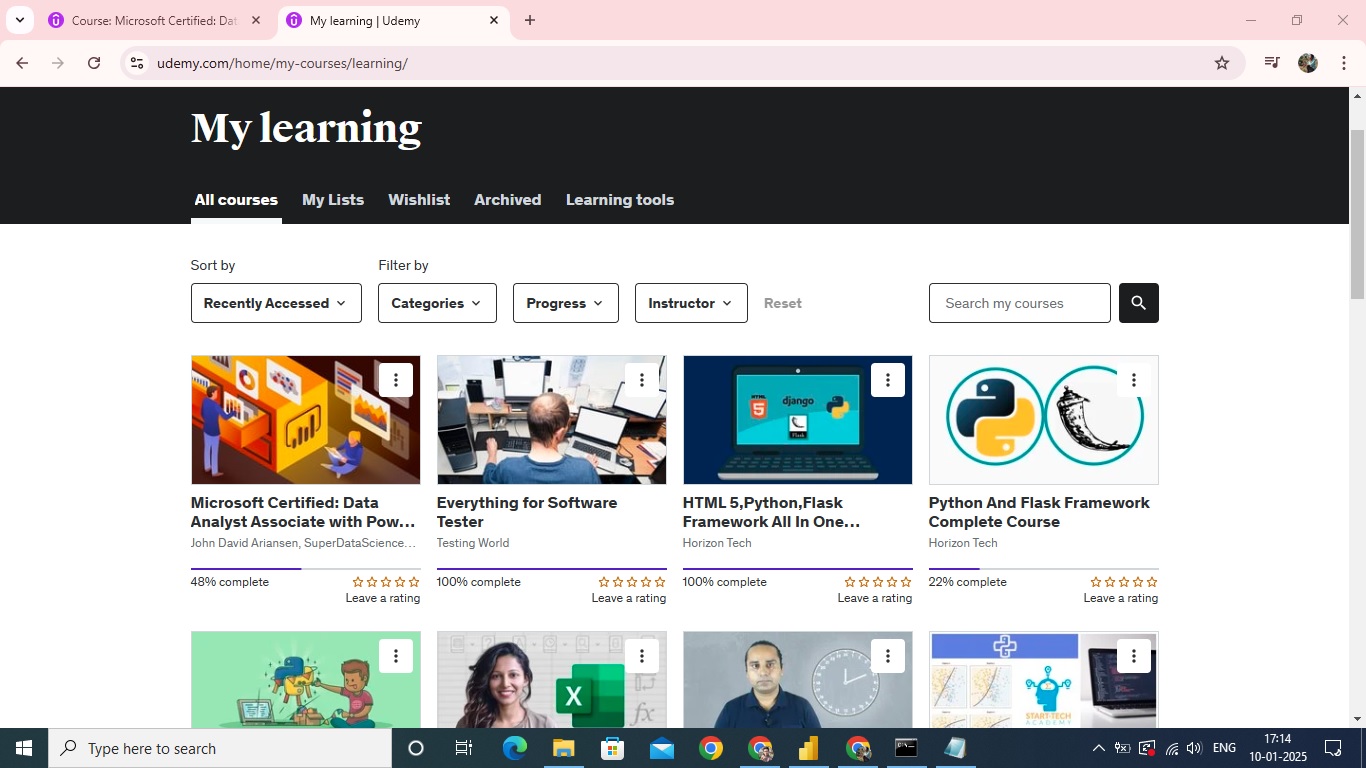 Course: Microsoft Certified: Dat
My learning | Udemy
udemy.com/home/my-courses/learning/
My learning
All courses
My Lists
Wishlist
Archived
Learning tools
Sort by
Filter by
Recently Accessed
Categories
Progress
Instructor
Reset
Search my courses
HTML
5
django
Flask
Microsoft Certified: Data
Analyst Associate with Pow...
John David Ariansen, SuperDataScience...
48% complete
Leave a rating
Everything for Software
Tester
Testing World
100% complete
Leave a rating
HTML 5,Python,Flask
Framework All In One...
Horizon Tech
100% complete
Leave a rating
Python And Flask Framework
Complete Course
Horizon Tech
22% complete
Leave a rating
X
fx
START-TECH
ACADEMY
Type here to search
ENG
17:14
10-01-2025